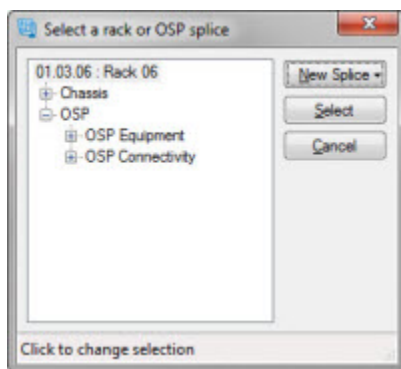 Select a rack or OSP splice
01.03.06 : Rack 06
Chassis
OSP
OSP Equipment
OSP Connectivity
New Splice
Select
Cancel
Click to change selection